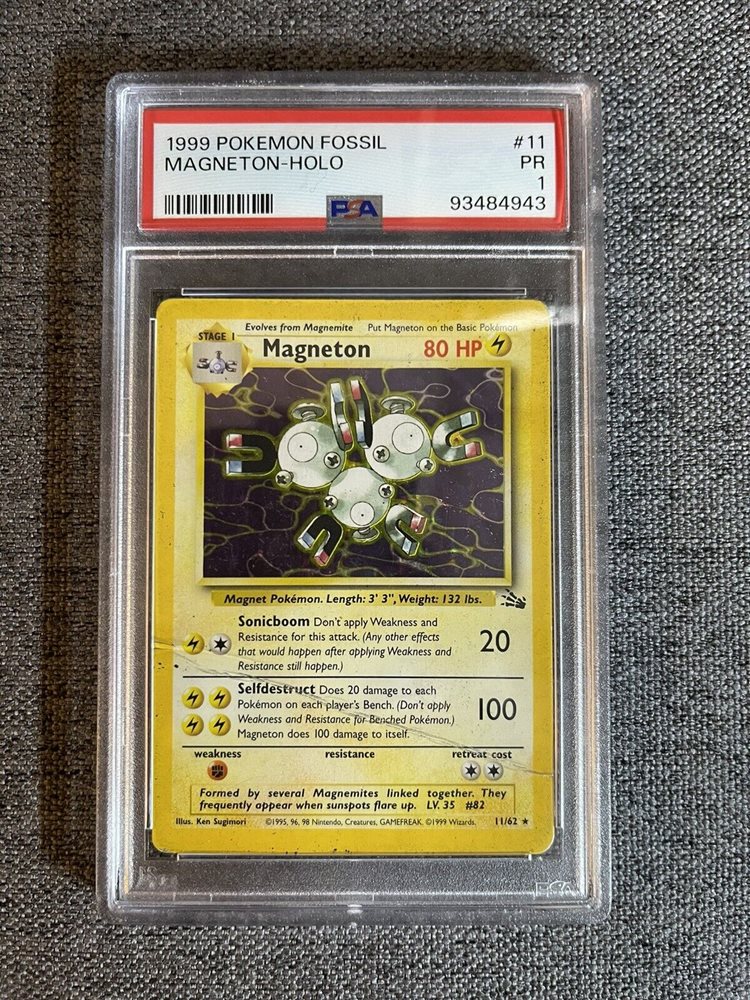 1999 POKEMON FOSSIL #11
MAGNETON-HOLO PR
1
PSA 93484943
Evolves from Magnemite Put Magneton on the Basic Pokémon
STAGE 1
Magneton 80 HP
Magnet Pokémon. Length: 3' 3", Weight: 132 lbs.
Sonicboom Don't apply Weakness and
Resistance for this attack. (Any other effects
that would happen after applying Weakness and
Resistance still happen.)
20
Selfdestruct Does 20 damage to each
Pokémon on each player's Bench. (Don't apply
Weakness and Resistance for Benched Pokémon.)
Magneton does 100 damage to itself.
100
weakness resistance retreat cost
Formed by several Magnemites linked together. They
frequently appear when sunspots flare up. LV. 35 #82
Illus. Ken Sugimori ©1995, 96, 98 Nintendo, Creatures, GAMEFREAK. ©1999 Wizards. 11/62 ★
PSA